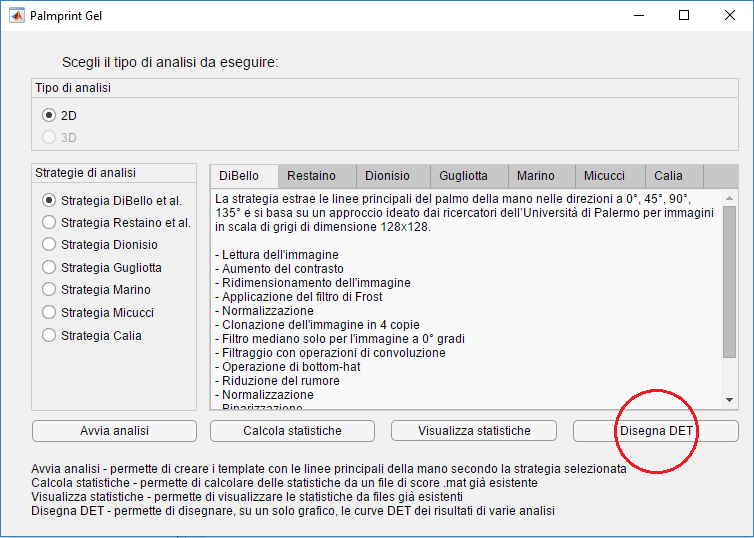 Palmprint Gel
Scegli il tipo di analisi da eseguire:
Tipo di analisi
2D
3D
Strategie di analisi
Strategia DiBello et al.
Strategia Restaino et al.
Strategia Dionisio
Strategia Gugliotta
Strategia Marino
Strategia Micucci
Strategia Calia
DiBello Restaino Dionisio Gugliotta Marino Micucci Calia
La strategia estrae le linee principali del palmo della mano nelle direzioni a 0°, 45°, 90°,
135° e si basa su un approccio ideato dai ricercatori dell'Università di Palermo per immagini
in scala di grigi di dimensione 128x128.
- Lettura dell'immagine
- Aumento del contrasto
- Ridimensionamento dell'immagine
- Applicazione del filtro di Frost
- Normalizzazione
- Clonazione dell'immagine in 4 copie
- Filtro mediano solo per l'immagine a 0° gradi
- Filtraggio con operazioni di convoluzione
- Operazione di bottom-hat
- Riduzione del rumore
- Normalizzazione
- Binarizzazione
Avvia analisi Calcola statistiche Visualizza statistiche Disegna DET
Avvia analisi - permette di creare i template con le linee principali della mano secondo la strategia selezionata
Calcola statistiche - permette di calcolare delle statistiche da un file di score .mat già esistente
Visualizza statistiche - permette di visualizzare le statistiche da files già esistenti
Disegna DET - permette di disegnare, su un solo grafico, le curve DET dei risultati di varie analisi